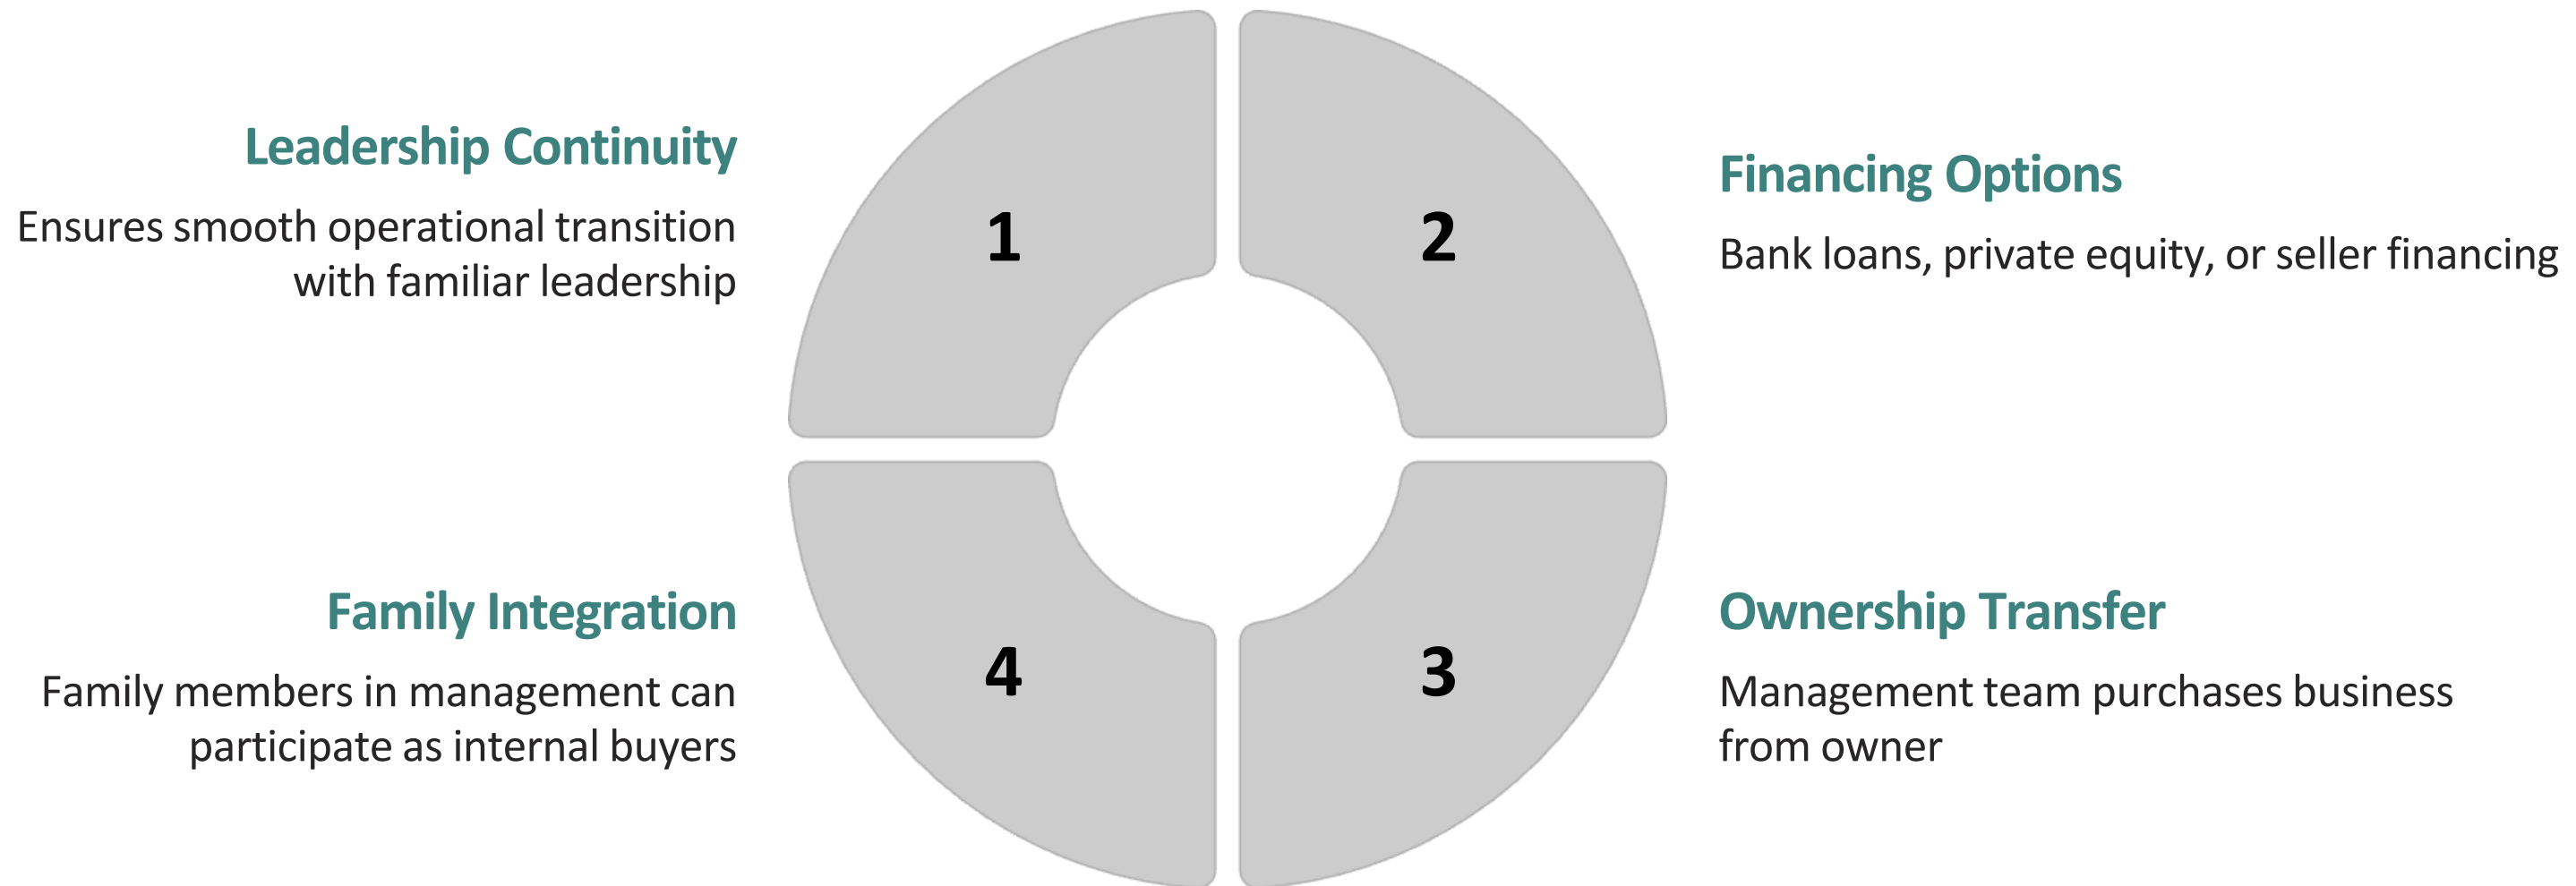 Leadership Continuity
Ensures smooth operational transition
with familiar leadership
1
2
Financing Options
Bank loans, private equity, or seller financing
Family Integration
Family members in management can
participate as internal buyers
4
3
Ownership Transfer
Management team purchases business
from owner